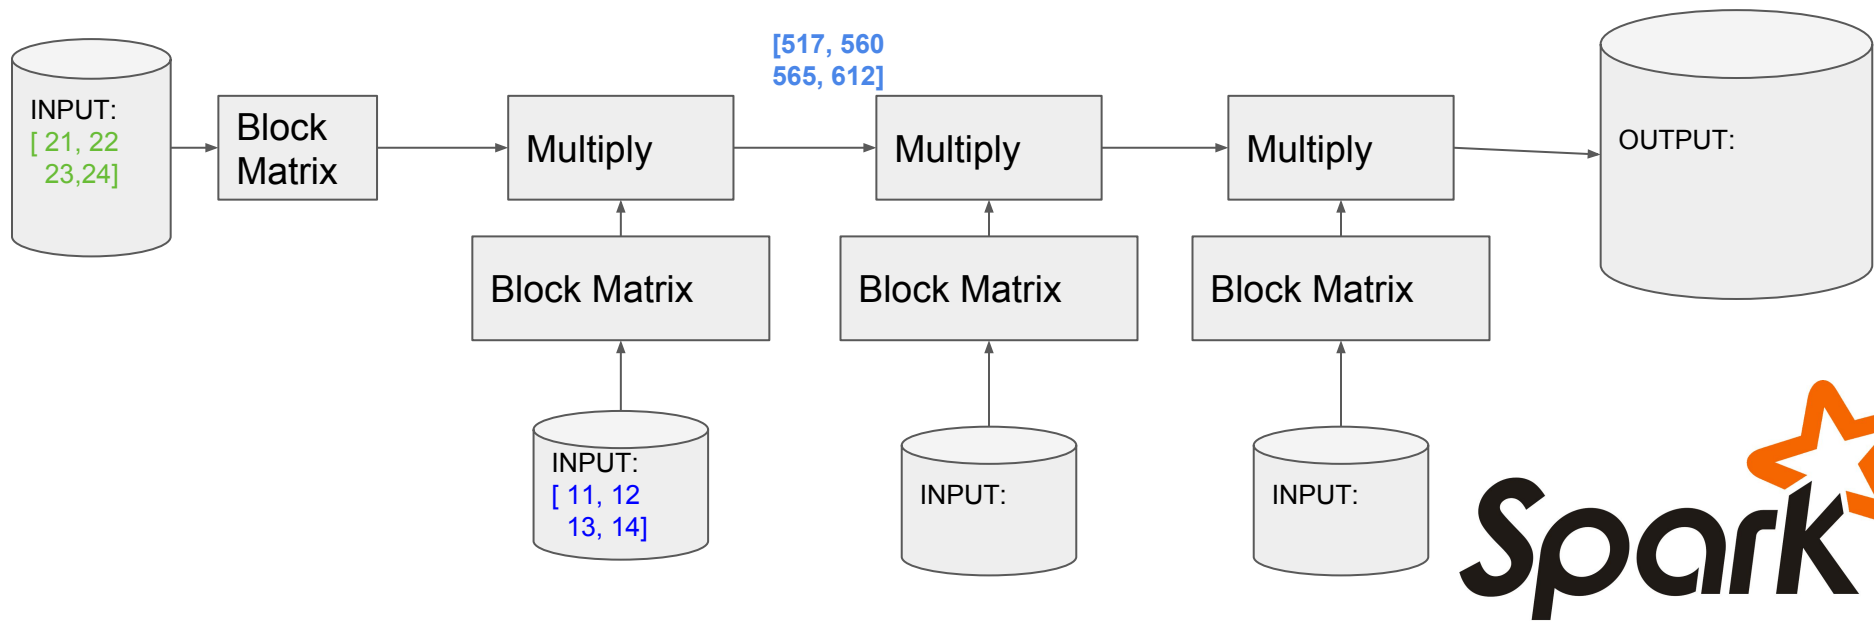 [517, 560
565, 612]
INPUT:
[ 21, 22
23,24]
Block
Matrix
Multiply
Multiply
Multiply
OUTPUT:
Block Matrix
Block Matrix
Block Matrix
INPUT:
[ 11, 12
13, 14]
INPUT:
INPUT:
Spark